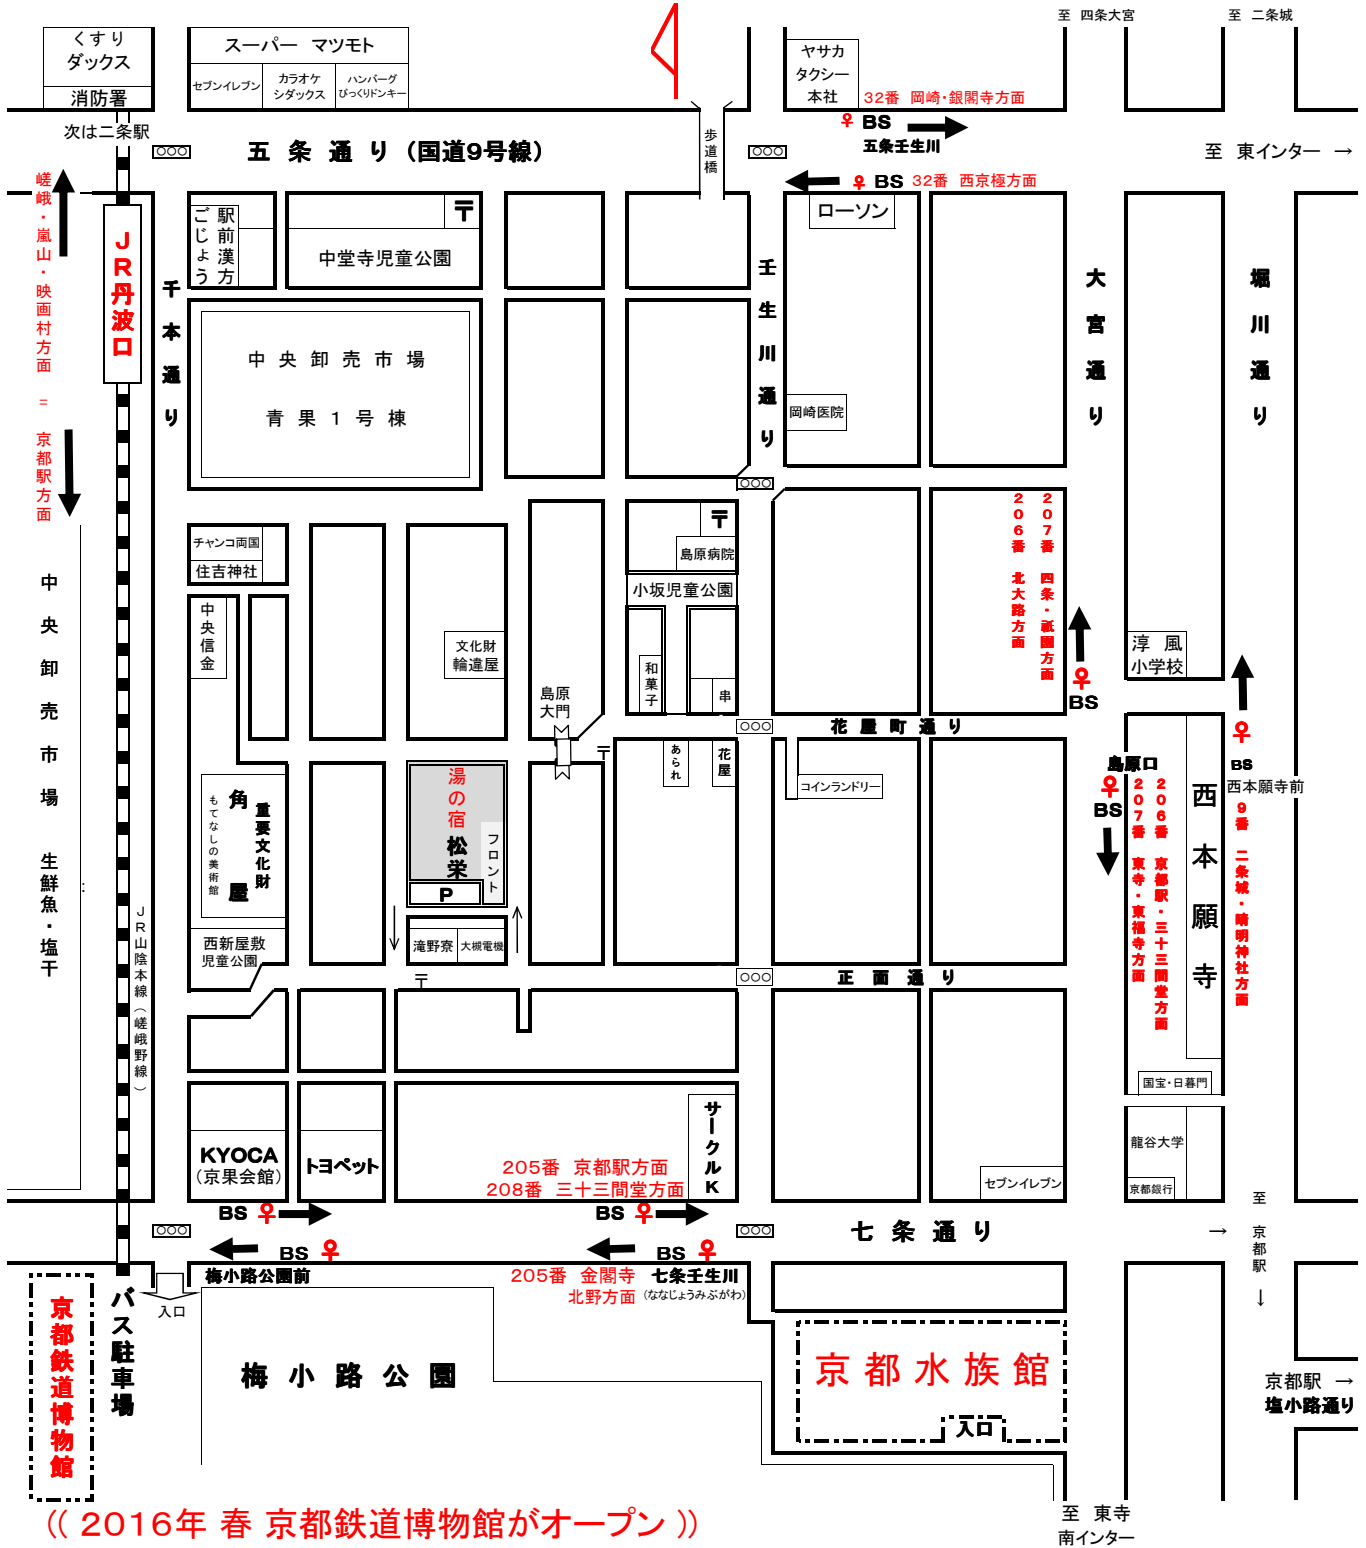 至 四条大宮
至 二条城
くすり
ダックス
消防署
スーパー マツモト
セブンイレブン
カラオケ
シダックス
ハンバーグ
びっくりドンキー
ヤサカ
タクシー
本社
32番 岡崎・銀閣寺方面
BS
五条壬生川
次は二条駅
五条通り(国道9号線)
歩道橋
至 東インター →
BS 32番 西京極方面
ローソン
嵯峨・嵐山・映画村方面 = 京都駅方面
JR丹波口
千本通り
駅前漢方
ごじょう
〒
中堂寺児童公園
中央卸売市場
青果1号棟
壬生川通り
岡崎医院
大宮通り
堀川通り
中央卸売市場 生鮮魚・塩干
チャンコ両国
住吉神社
中央信金
文化財
輪違屋
島原
大門
〒
島原病院
小坂児童公園
和菓子
串
207番 四条・祇園方面
206番 北大路方面
BS
淳風
小学校
花屋町通り
〒
あられ
花屋
コインランドリー
島原口
BS
206番 京都駅・三十三間堂方面
207番 東寺・東福寺方面
西本願寺
BS
西本願寺前
9番 二条城・晴明神社方面
重要文化財
角屋
もてなしの美術館
湯の宿
松栄
フロント
P
西新屋敷
児童公園
滝野寮
大槻電機
〒
正面通り
JR山陰本線(嵯峨野線)
国宝・日暮門
龍谷大学
京都銀行
KYOCA
(京果会館)
トヨペット
サークルK
205番 京都駅方面
208番 三十三間堂方面
セブンイレブン
BS
BS
七条通り
→
至 京都駅 ↓
BS
梅小路公園前
BS
七条壬生川
(ななじょうみぶがわ)
205番 金閣寺
北野方面
入口
バス駐車場
京都鉄道博物館
梅小路公園
京都水族館
入口
京都駅 →
塩小路通り
(( 2016年 春 京都鉄道博物館がオープン ))
至 東寺
南インター